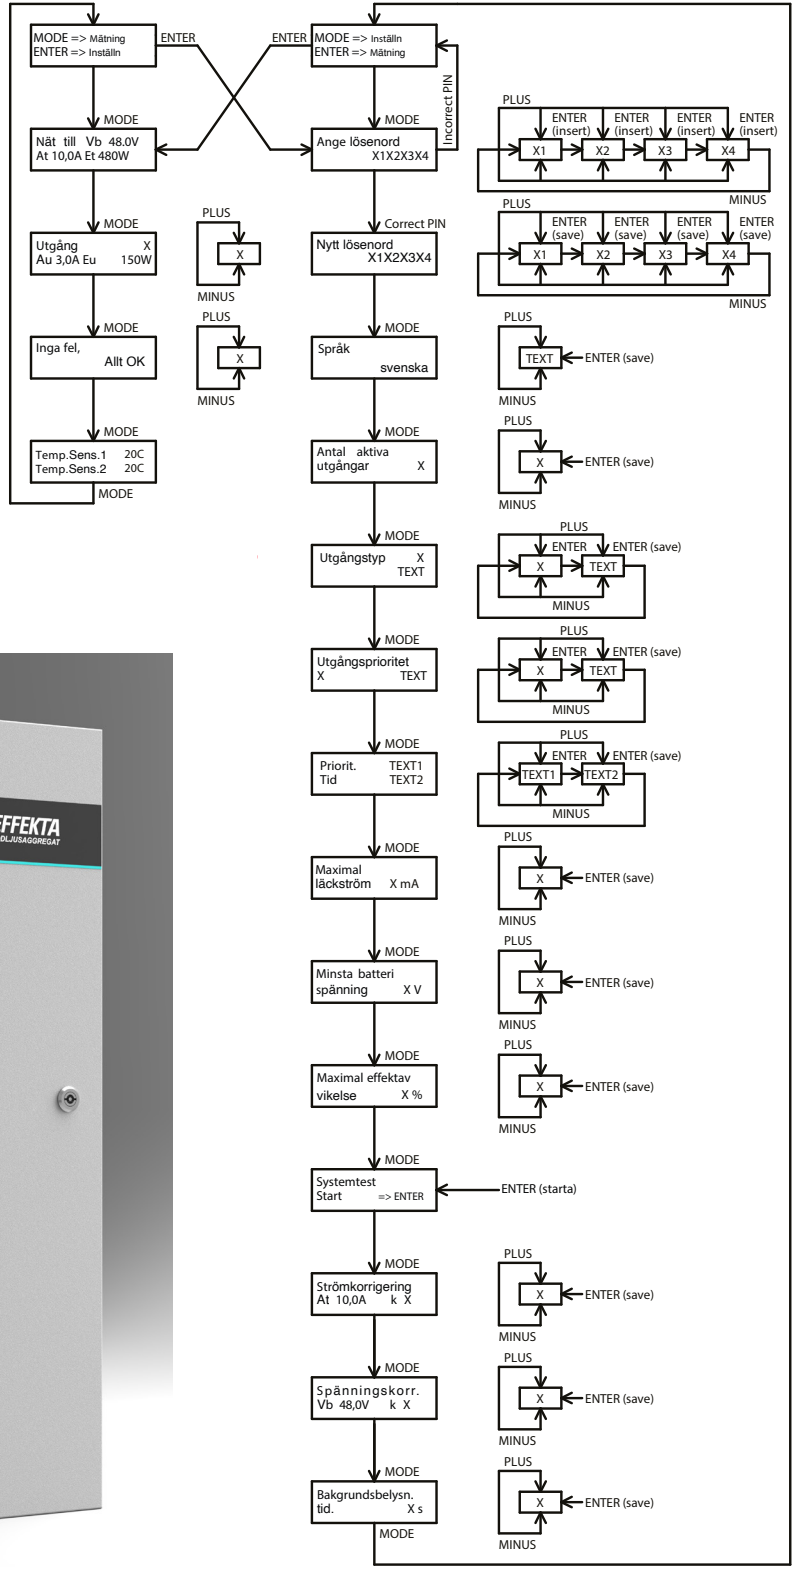 MODE => Mätning
ENTER => Inställn
ENTER
MODE
Nät till Vb 48.0V
At 10,0A Et 480W
MODE
Utgång X
Au 3,0A Eu 150W
PLUS
X
MINUS
MODE
Inga fel,
Allt OK
PLUS
X
MINUS
MODE
Temp.Sens.1 20C
Temp.Sens.2 20C
MODE
EFFEKTA
DLJUSAGGREGAT
ENTER
MODE => Inställn
ENTER => Mätning
Incorrect PIN
MODE
Ange lösenord
X1X2X3X4
PLUS
ENTER ENTER ENTER ENTER
(insert) (insert) (insert) (insert)
X1 X2 X3 X4
MINUS
Correct PIN
Nytt lösenord
X1X2X3X4
PLUS
ENTER ENTER ENTER ENTER
(save) (save) (save) (save)
X1 X2 X3 X4
MINUS
MODE
Språk
svenska
PLUS
TEXT ENTER (save)
MINUS
MODE
Antal aktiva
utgångar X
PLUS
X ENTER (save)
MINUS
MODE
Utgångstyp X
TEXT
PLUS
ENTER ENTER (save)
X TEXT
MINUS
MODE
Utgångsprioritet
X TEXT
PLUS
ENTER ENTER (save)
X TEXT
MINUS
MODE
Priorit. TEXT1
Tid TEXT2
PLUS
ENTER ENTER (save)
TEXT1 TEXT2
MINUS
MODE
Maximal
läckström X mA
PLUS
X ENTER (save)
MINUS
MODE
Minsta batteri
spänning X V
PLUS
X ENTER (save)
MINUS
MODE
Maximal effektav
vikelse X %
PLUS
X ENTER (save)
MINUS
MODE
Systemtest
Start => ENTER
ENTER (starta)
MODE
Strömkorrigering
At 10,0A k X
PLUS
X ENTER (save)
MINUS
MODE
Spänningskorr.
Vb 48,0V k X
PLUS
X ENTER (save)
MINUS
MODE
Bakgrundsbelysn.
tid. X s
PLUS
X ENTER (save)
MINUS
MODE